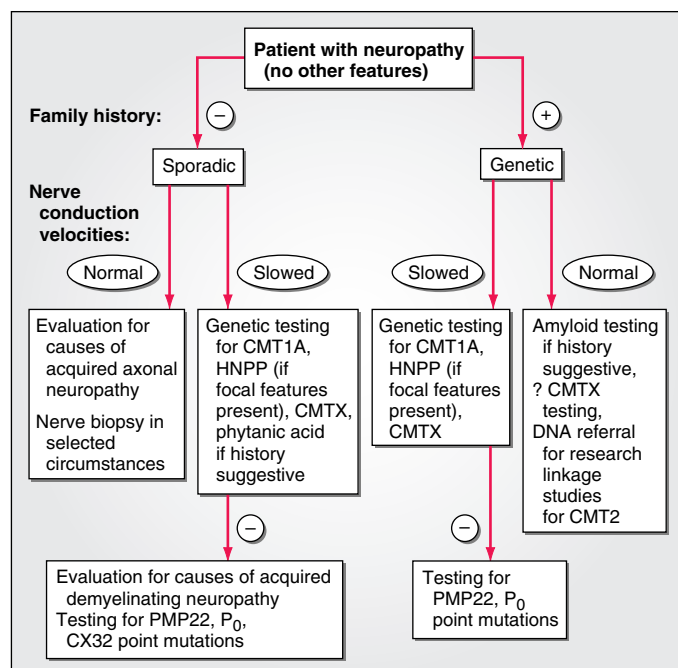 Patient with neuropathy
(no other features)
Family history:
−
+
Sporadic
Genetic
Nerve
conduction
velocities:
Normal
Slowed
Slowed
Normal
Evaluation for
causes of
acquired axonal
neuropathy
Nerve biopsy in
selected
circumstances
Genetic testing
for CMT1A,
HNPP (if
focal features
present), CMTX,
phytanic acid
if history
suggestive
Genetic testing
for CMT1A,
HNPP (if
focal features
present),
CMTX
Amyloid testing
if history
suggestive,
? CMTX
testing,
DNA referral
for research
linkage
studies
for CMT2
−
−
Evaluation for causes of acquired
demyelinating neuropathy
Testing for PMP22, P0,
CX32 point mutations
Testing for
PMP22, P0
point mutations